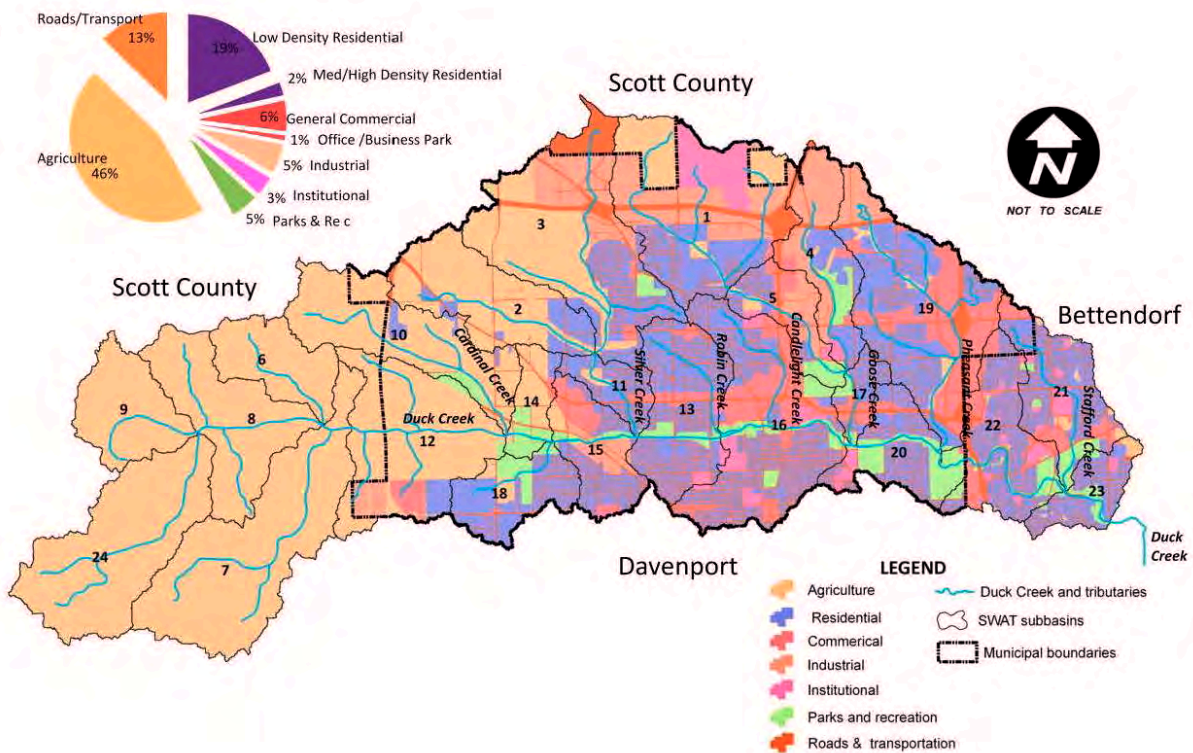 Roads/Transport
13%
Low Density Residential
19%
2% Med/High Density Residential
General Commercial
6%
1% Office /Business Park
5% Industrial
3% Institutional
5% Parks & Re c
Agriculture
46%
Scott County
N
NOT TO SCALE
Scott County
Bettendorf
Davenport
1
2
3
4
5
6
7
8
9
10
11
12
13
14
15
16
17
18
19
20
21
22
23
24
Cardinal Creek
Duck Creek
Silver Creek
Robin Creek
Candlelight Creek
Goose Creek
Pheasant Creek
Stafford Creek
Duck
Creek
LEGEND
Agriculture
Residential
Commerical
Industrial
Institutional
Parks and recreation
Roads & transportation
Duck Creek and tributaries
SWAT subbasins
Municipal boundaries